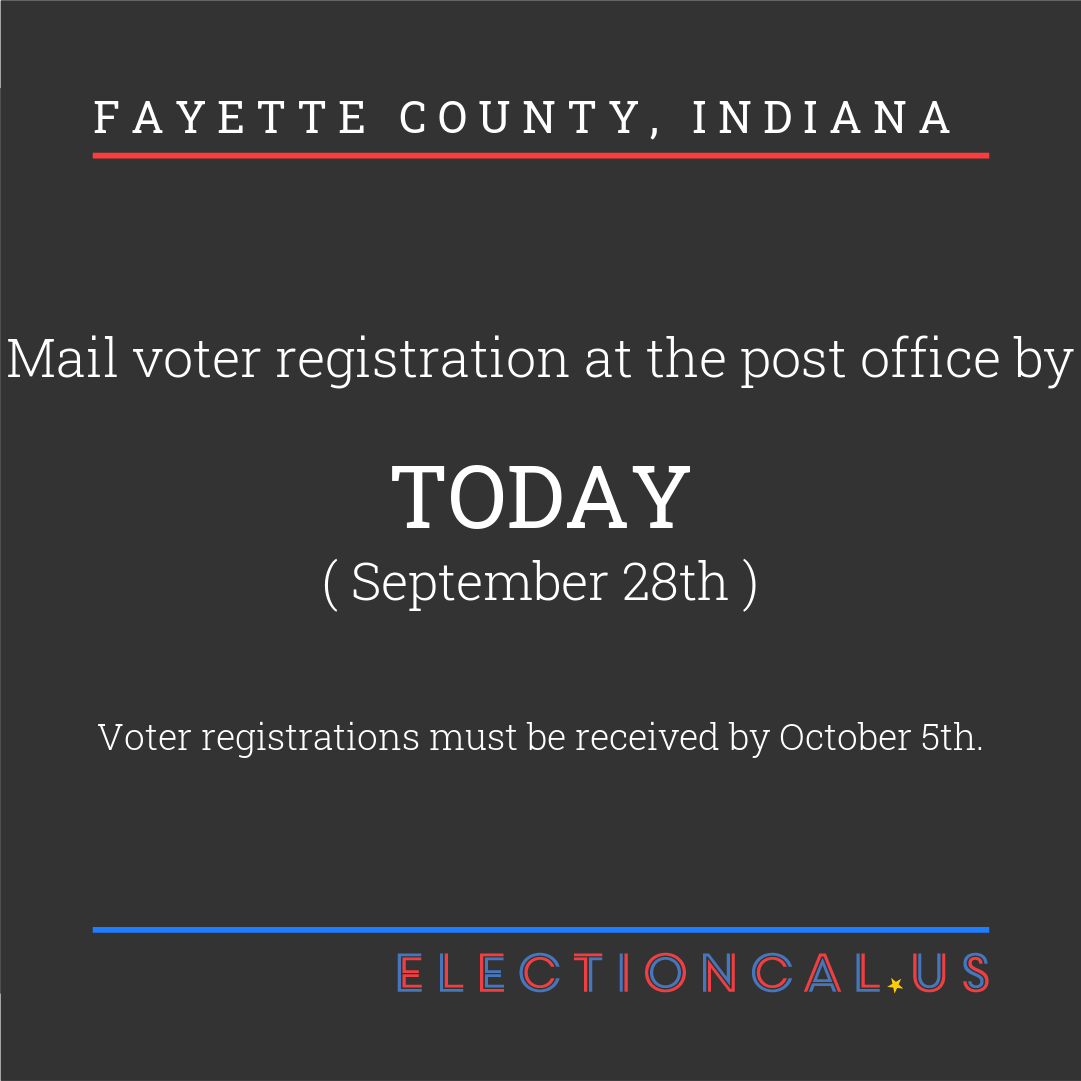 FAYETTE COUNTY, INDIANA
Mail voter registration at the post office by
TODAY
( September 28th )
Voter registrations must be received by October 5th.
ELECTIONCAL.US